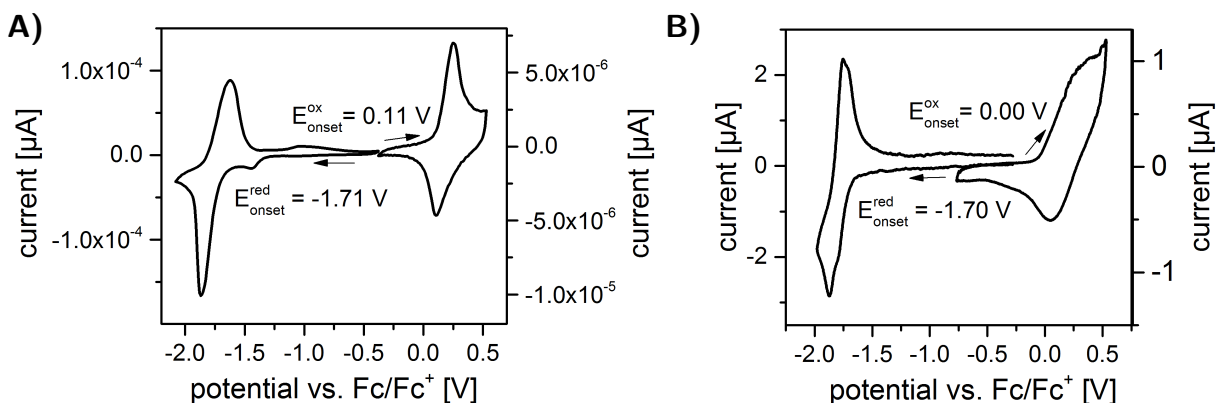 A)
current [µA]
1.0x10⁻⁴
0.0
-1.0x10⁻⁴
E^ox_onset = 0.11 V
E^red_onset = -1.71 V
5.0x10⁻⁶
0.0
-5.0x10⁻⁶
-1.0x10⁻⁵
current [µA]
-2.0 -1.5 -1.0 -0.5 0.0 0.5
potential vs. Fc/Fc⁺ [V]
B)
current [µA]
2
0
-2
E^ox_onset = 0.00 V
E^red_onset = -1.70 V
1
0
-1
current [µA]
-2.0 -1.5 -1.0 -0.5 0.0 0.5
potential vs. Fc/Fc⁺ [V]